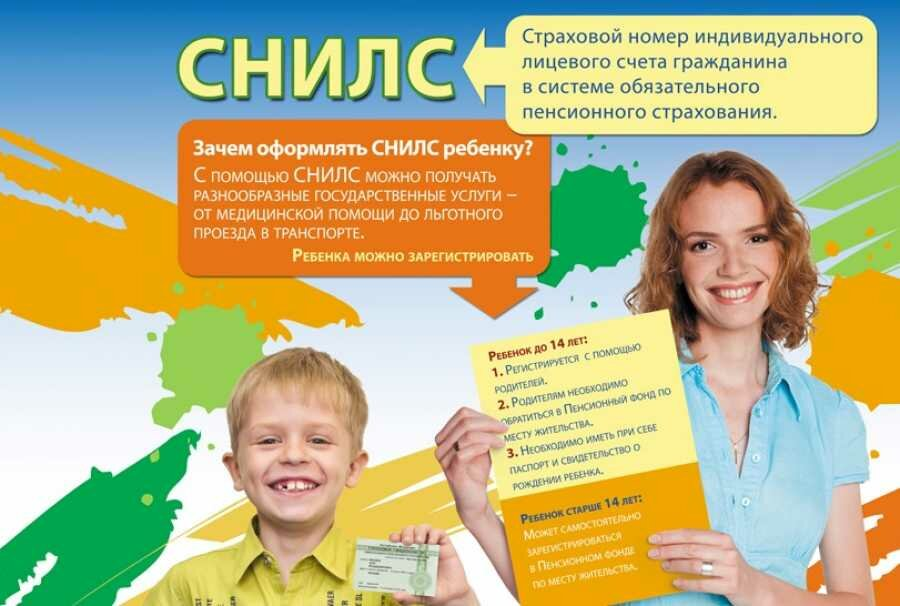 СНИЛС
Страховой номер индивидуального
лицевого счета гражданина
в системе обязательного
пенсионного страхования.
Зачем оформлять СНИЛС ребенку?
С помощью СНИЛС можно получать
разнообразные государственные услуги –
от медицинской помощи до льготного
проезда в транспорте.
Ребенка можно зарегистрировать
Ребенок до 14 лет:
1. Регистрируется с помощью
родителей.
2. Родителям необходимо
обратиться в Пенсионный фонд по
месту жительства.
3. Необходимо иметь при себе
паспорт и свидетельство о
рождении ребенка.
Ребенок старше 14 лет:
Может самостоятельно
зарегистрироваться
в Пенсионном фонде
по месту жительства.